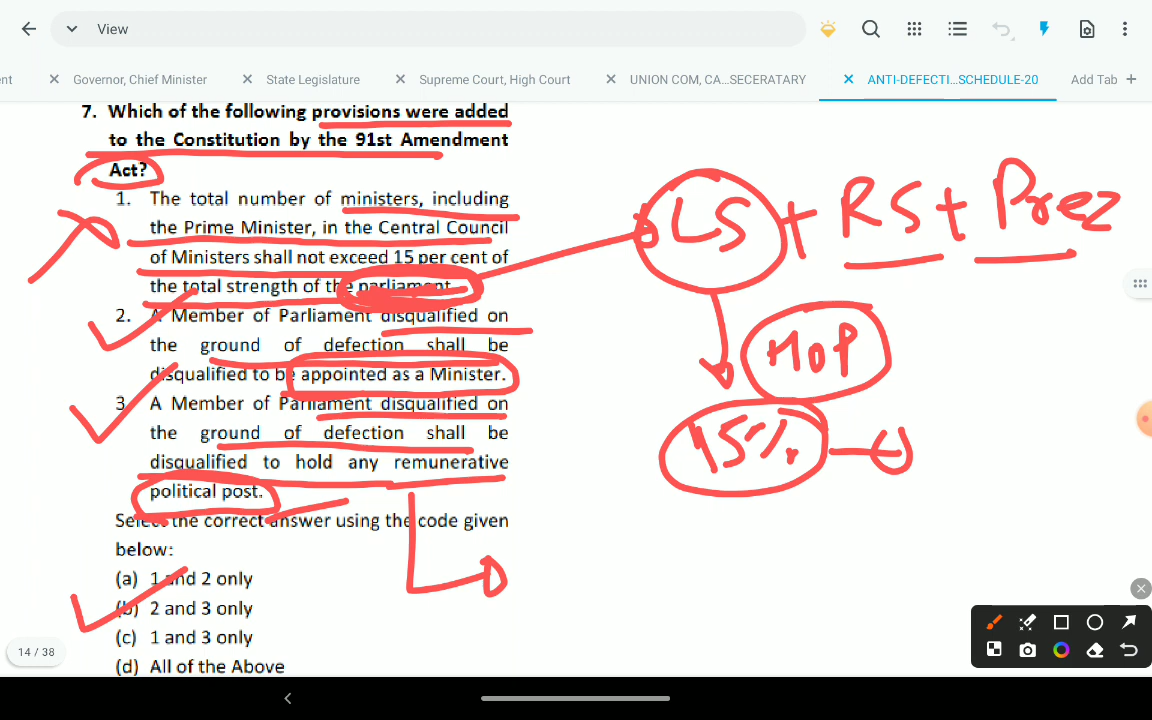 View
nt
Governor, Chief Minister
State Legislature
Supreme Court, High Court
UNION COM, CA...SECERATARY
ANTI-DEFECTI...SCHEDULE-20
Add Tab +
7. Which of the following provisions were added
to the Constitution by the 91st Amendment
Act?
1. The total number of ministers, including
the Prime Minister, in the Central Council
of Ministers shall not exceed 15 per cent of
the total strength of the parliament.
2. A Member of Parliament disqualified on
the ground of defection shall be
disqualified to be appointed as a Minister.
3. A Member of Parliament disqualified on
the ground of defection shall be
disqualified to hold any remunerative
political post.
Select the correct answer using the code given
below:
(a) 1 and 2 only
(b) 2 and 3 only
(c) 1 and 3 only
(d) All of the Above
LS + RS + Prez
HOP
15%
14 / 38